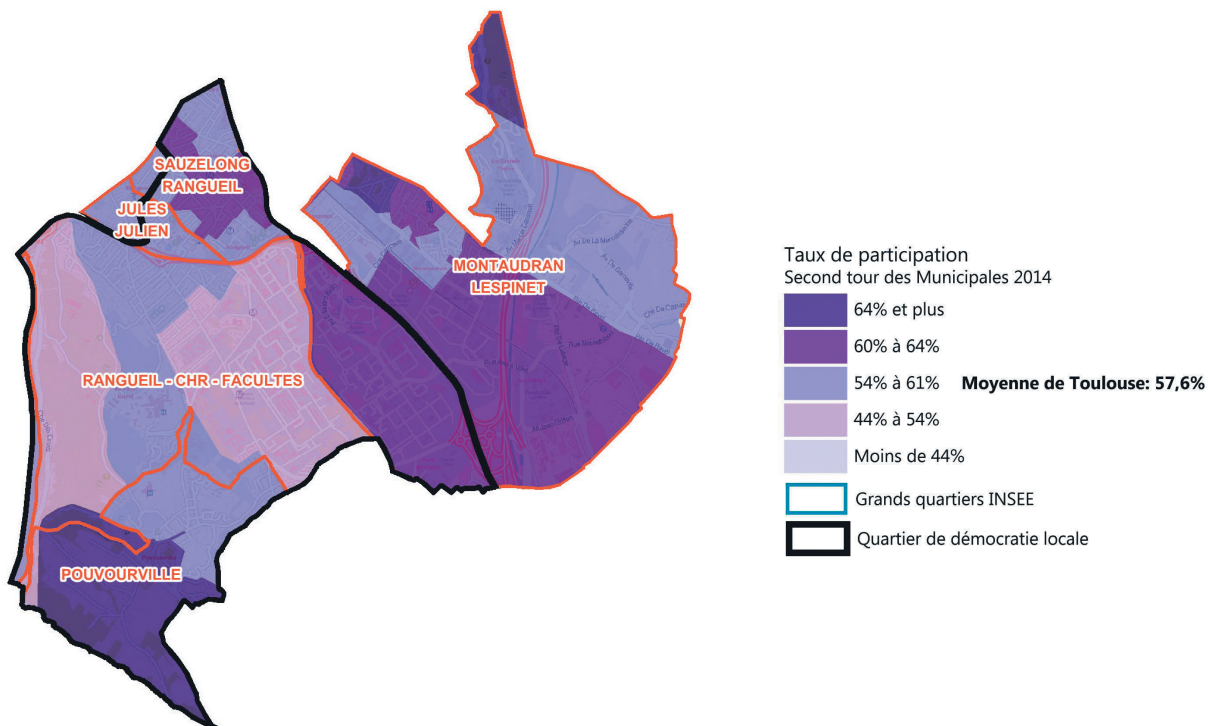 SAUZELONG
RANGUEIL
JULES
JULIEN
MONTAUDRAN
LESPINET
RANGUEIL - CHR - FACULTES
POUVOURVILLE
Taux de participation
Second tour des Municipales 2014
64% et plus
60% à 64%
54% à 61% Moyenne de Toulouse: 57,6%
44% à 54%
Moins de 44%
Grands quartiers INSEE
Quartier de démocratie locale